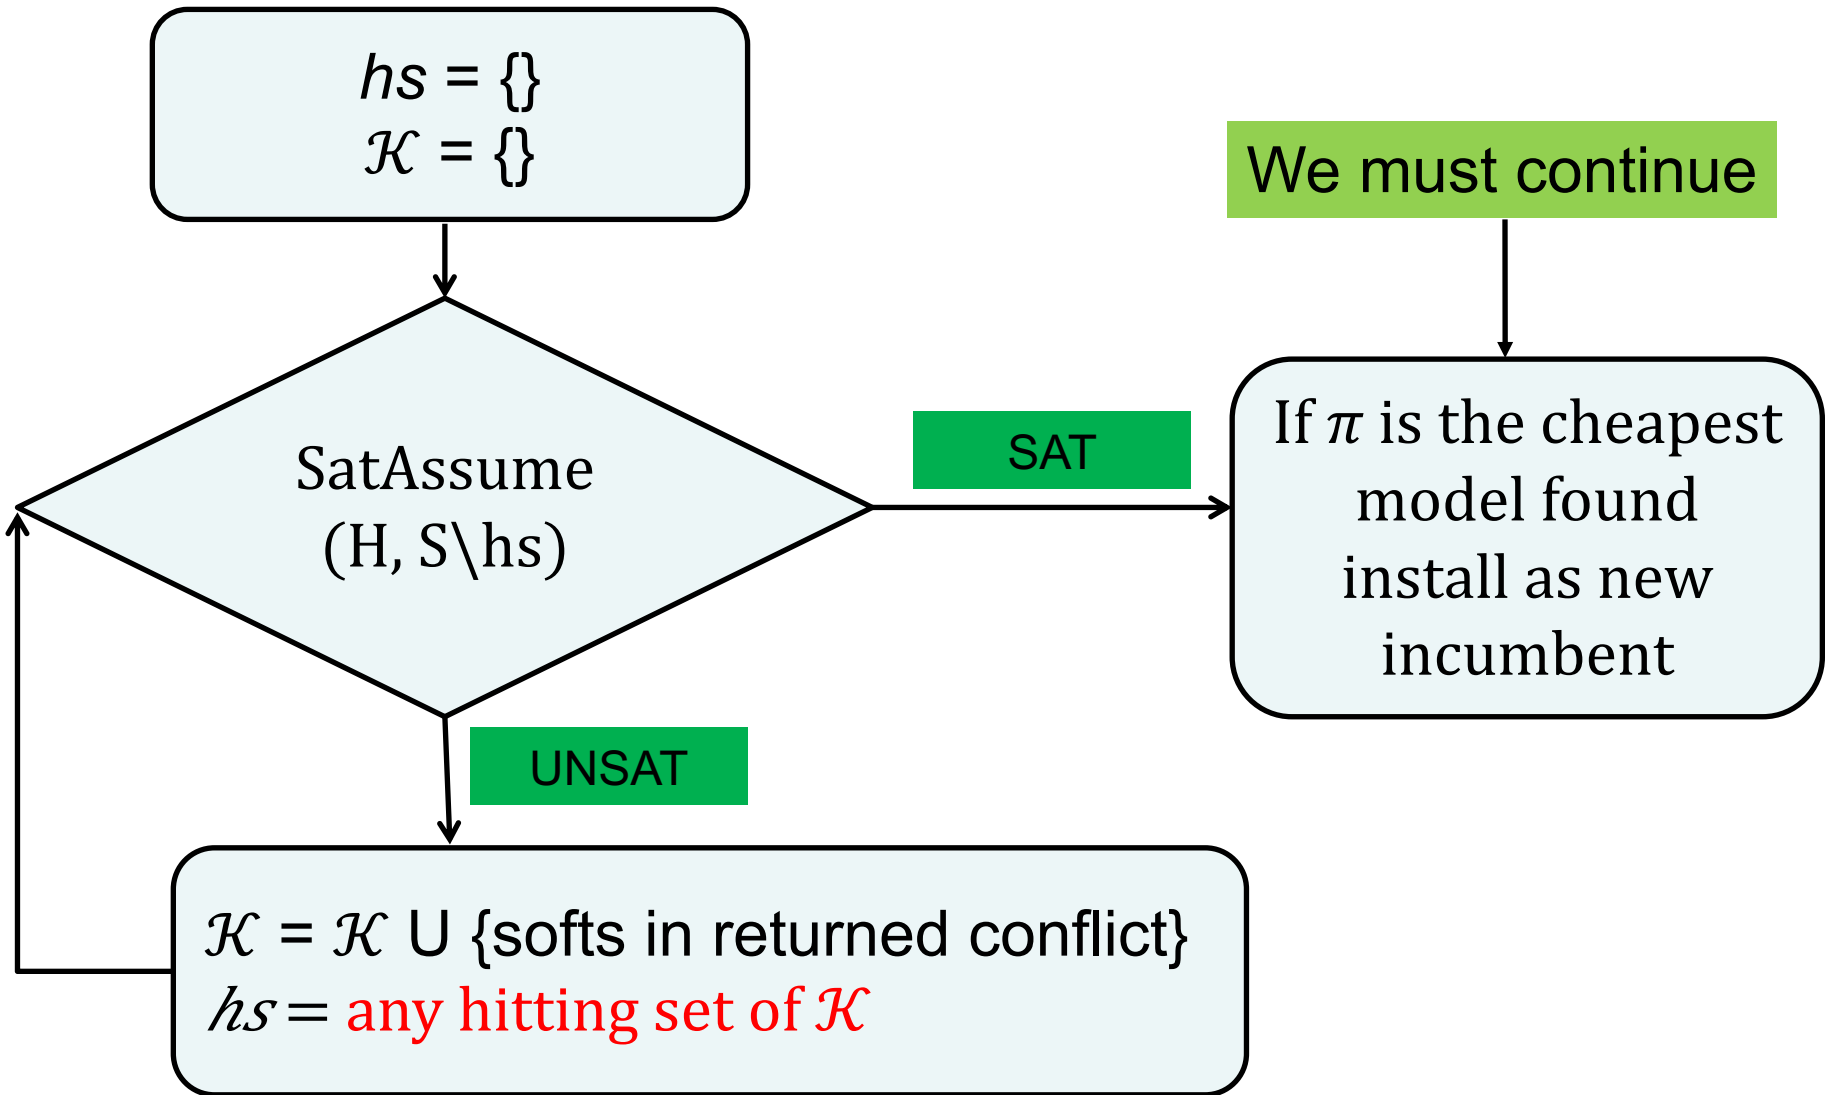 hs = {}
𝒦 = {}
We must continue
SatAssume
(H, S\hs)
SAT
If π is the cheapest
model found
install as new
incumbent
UNSAT
𝒦 = 𝒦 U {softs in returned conflict}
hs = any hitting set of 𝒦